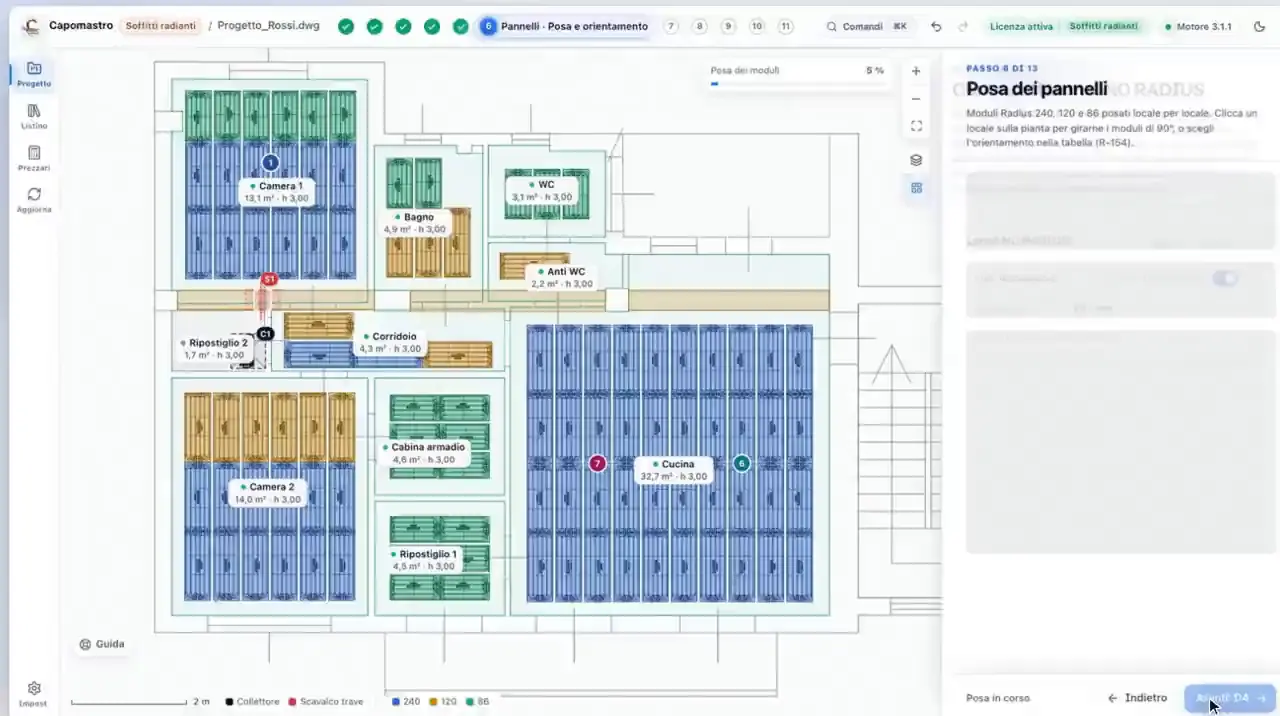 Capomastro Soffitti radianti / Progetto_Rossi.dwg 6 Pannelli · Posa e orientamento 7 8 9 10 11 Comandi ⌘K Licenza attiva Soffitti radianti Motore 3.1.1
Progetto
Listino
Prezzari
Aggiorna
Impost
Posa dei moduli 5 %
1
Camera 1
13,1 m² · h 3,00
Bagno
4,9 m² · h 3,00
WC
3,1 m² · h 3,00
Anti WC
2,2 m² · h 3,00
S1
C1
Ripostiglio 2
1,7 m² · h 3,00
Corridoio
4,3 m² · h 3,00
Cabina armadio
4,6 m² · h 3,00
7
Cucina
32,7 m² · h 3,00
6
Camera 2
14,0 m² · h 3,00
Ripostiglio 1
4,5 m² · h 3,00
Guida
2 m Collettore Scavalco trave 240 120 86
PASSO 6 DI 13
Posa dei pannelli
NO RADIUS
Moduli Radius 240, 120 e 86 posati locale per locale. Clicca un
locale sulla pianta per girarne i moduli di 90°, o scegli
l'orientamento nella tabella (R-154).
Posa in corso ← Indietro Avanti D4 →